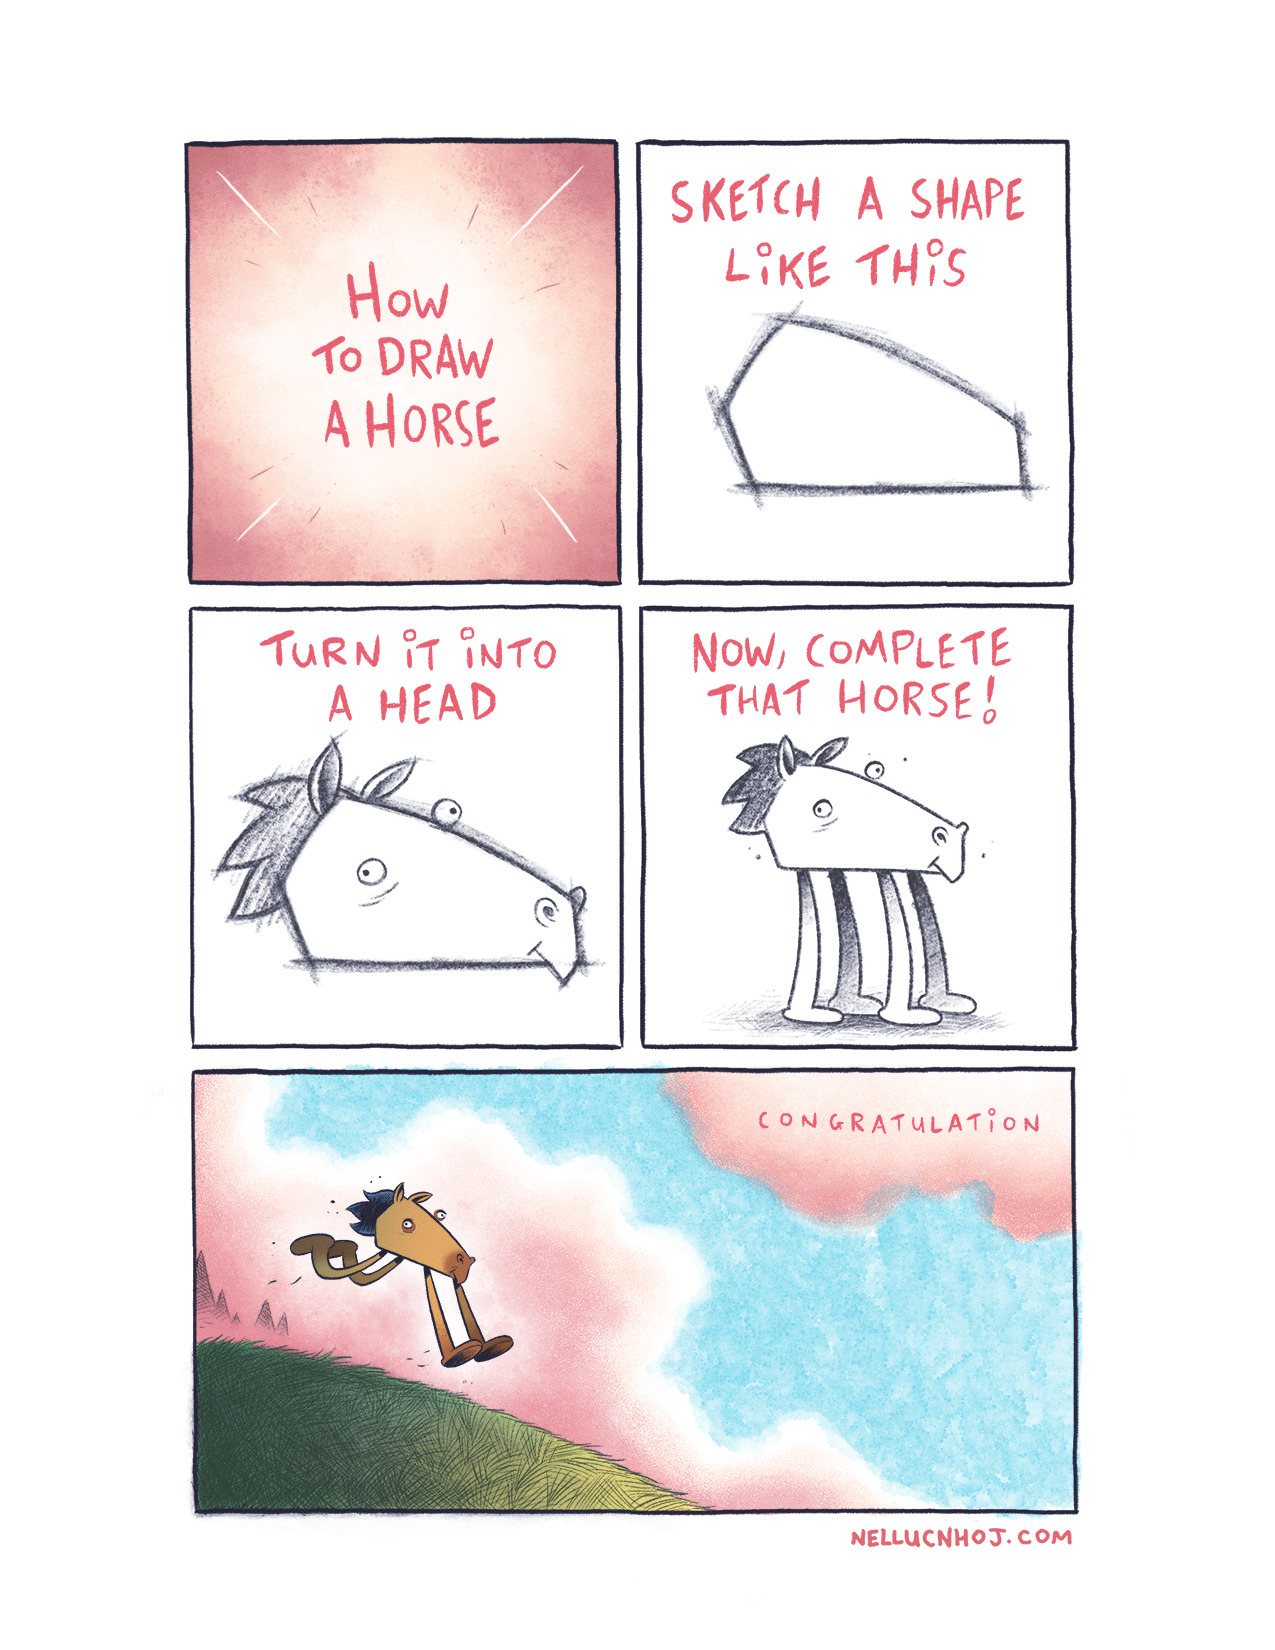 How
To DRAW
A HORSE
SKETCH A SHAPE
LiKE THiS
TURN iT iNTO
A HEAD
NOW, COMPLETE
THAT HORSE!
CONGRATULATiON
NELLUCNHOJ.COM